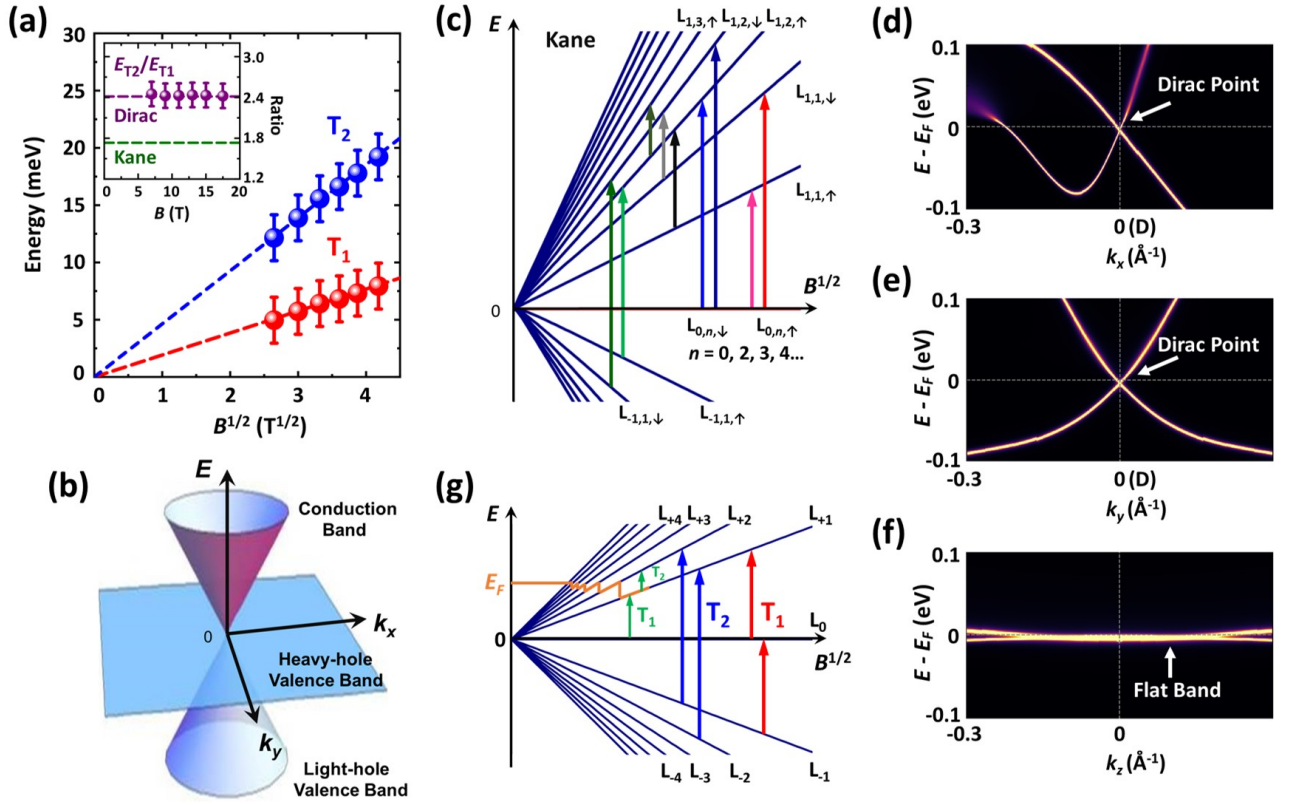 (a)
30
25
20
15
10
5
0
Energy (meV)
0
1
2
3
4
B^1/2 (T^1/2)
T_2
T_1
E_T2/E_T1
Dirac
Kane
3.0
2.4
1.8
1.2
Ratio
0
5
10
15
20
B (T)
(b)
E
Conduction
Band
0
k_x
Heavy-hole
Valence Band
k_y
Light-hole
Valence Band
(c)
E
Kane
L_1,3,↑ L_1,2,↓ L_1,2,↑
L_1,1,↓
L_1,1,↑
B^1/2
0
L_0,n,↓
L_0,n,↑
n = 0, 2, 3, 4...
L_-1,1,↓
L_-1,1,↑
(g)
E
L_+4 L_+3 L_+2 L_+1
E_F
T_2
T_1
T_2
T_1
L_0
0
B^1/2
L_-4 L_-3 L_-2 L_-1
(d)
0.1
0
-0.1
E - E_F (eV)
Dirac Point
-0.3
0 (D)
k_x (Å^-1)
(e)
0.1
0
-0.1
E - E_F (eV)
Dirac Point
-0.3
0 (D)
k_y (Å^-1)
(f)
0.1
0
-0.1
E - E_F (eV)
Flat Band
-0.3
0
k_z (Å^-1)